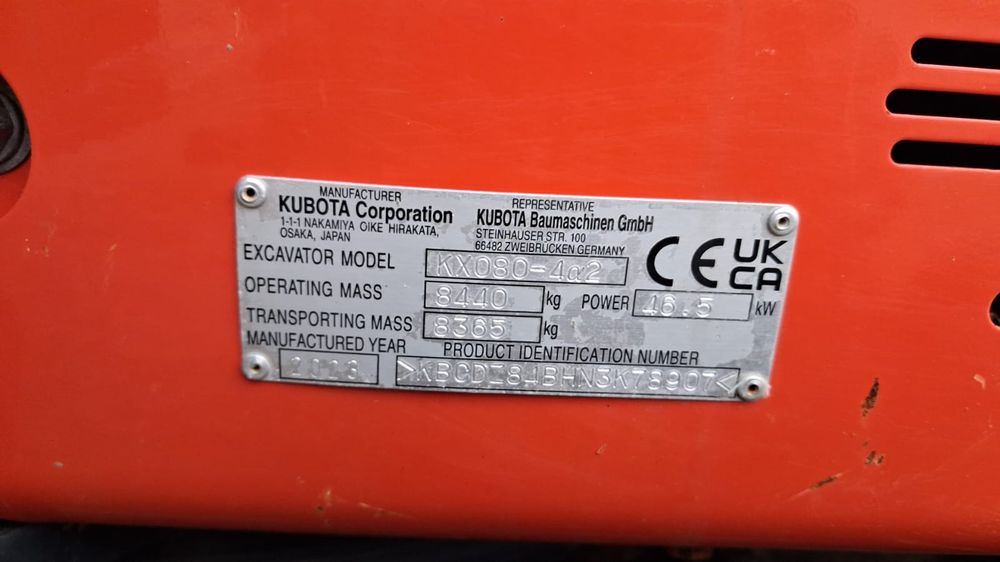 MANUFACTURER
KUBOTA Corporation
1-1-1 NAKAMIYA OIKE HIRAKATA,
OSAKA, JAPAN
REPRESENTATIVE
KUBOTA Baumaschinen GmbH
STEINHAUSER STR. 100
66482 ZWEIBRÜCKEN GERMANY
CE UK
CA
EXCAVATOR MODEL KX080-4α2
OPERATING MASS 8440 kg POWER 46.5 kW
TRANSPORTING MASS 8365 kg
MANUFACTURED YEAR PRODUCT IDENTIFICATION NUMBER
2023 >KBCDZ84BHN3K78907<